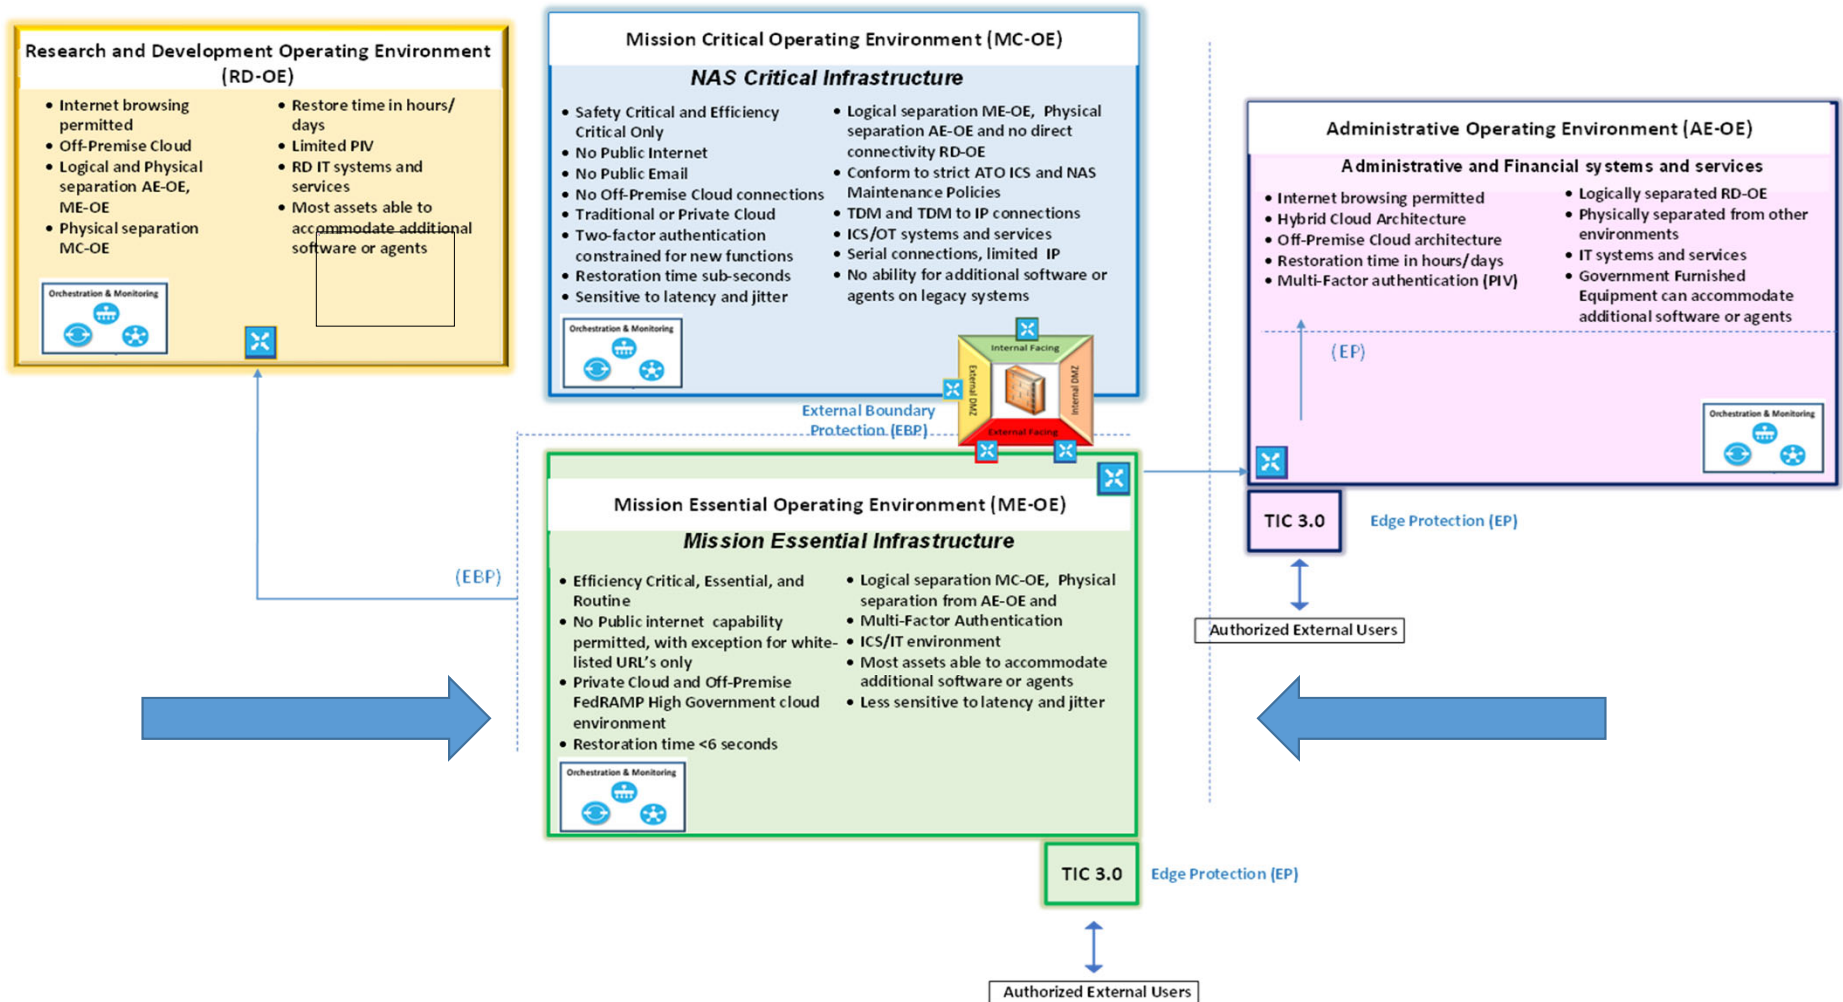 Research and Development Operating Environment
(RD-OE)
• Internet browsing
permitted
• Off-Premise Cloud
• Logical and Physical
separation AE-OE,
ME-OE
• Physical separation
MC-OE
• Restore time in hours/
days
• Limited PIV
• RD IT systems and
services
• Most assets able to
accommodate additional
software or agents
Orchestration & Monitoring
Mission Critical Operating Environment (MC-OE)
NAS Critical Infrastructure
• Safety Critical and Efficiency
Critical Only
• No Public Internet
• No Public Email
• No Off-Premise Cloud connections
• Traditional or Private Cloud
• Two-factor authentication
constrained for new functions
• Restoration time sub-seconds
• Sensitive to latency and jitter
• Logical separation ME-OE, Physical
separation AE-OE and no direct
connectivity RD-OE
• Conform to strict ATO ICS and NAS
Maintenance Policies
• TDM and TDM to IP connections
• ICS/OT systems and services
• Serial connections, limited IP
• No ability for additional software or
agents on legacy systems
Orchestration & Monitoring
Internal Facing
External DMZ
Internal DMZ
External Facing
External Boundary
Protection (EBP)
Administrative Operating Environment (AE-OE)
Administrative and Financial systems and services
• Internet browsing permitted
• Hybrid Cloud Architecture
• Off-Premise Cloud architecture
• Restoration time in hours/days
• Multi-Factor authentication (PIV)
• Logically separated RD-OE
• Physically separated from other
environments
• IT systems and services
• Government Furnished
Equipment can accommodate
additional software or agents
(EP)
Orchestration & Monitoring
TIC 3.0
Edge Protection (EP)
Authorized External Users
(EBP)
Mission Essential Operating Environment (ME-OE)
Mission Essential Infrastructure
• Efficiency Critical, Essential, and
Routine
• No Public internet capability
permitted, with exception for white-
listed URL's only
• Private Cloud and Off-Premise
FedRAMP High Government cloud
environment
• Restoration time <6 seconds
• Logical separation MC-OE, Physical
separation from AE-OE and
• Multi-Factor Authentication
• ICS/IT environment
• Most assets able to accommodate
additional software or agents
• Less sensitive to latency and jitter
Orchestration & Monitoring
TIC 3.0
Edge Protection (EP)
Authorized External Users